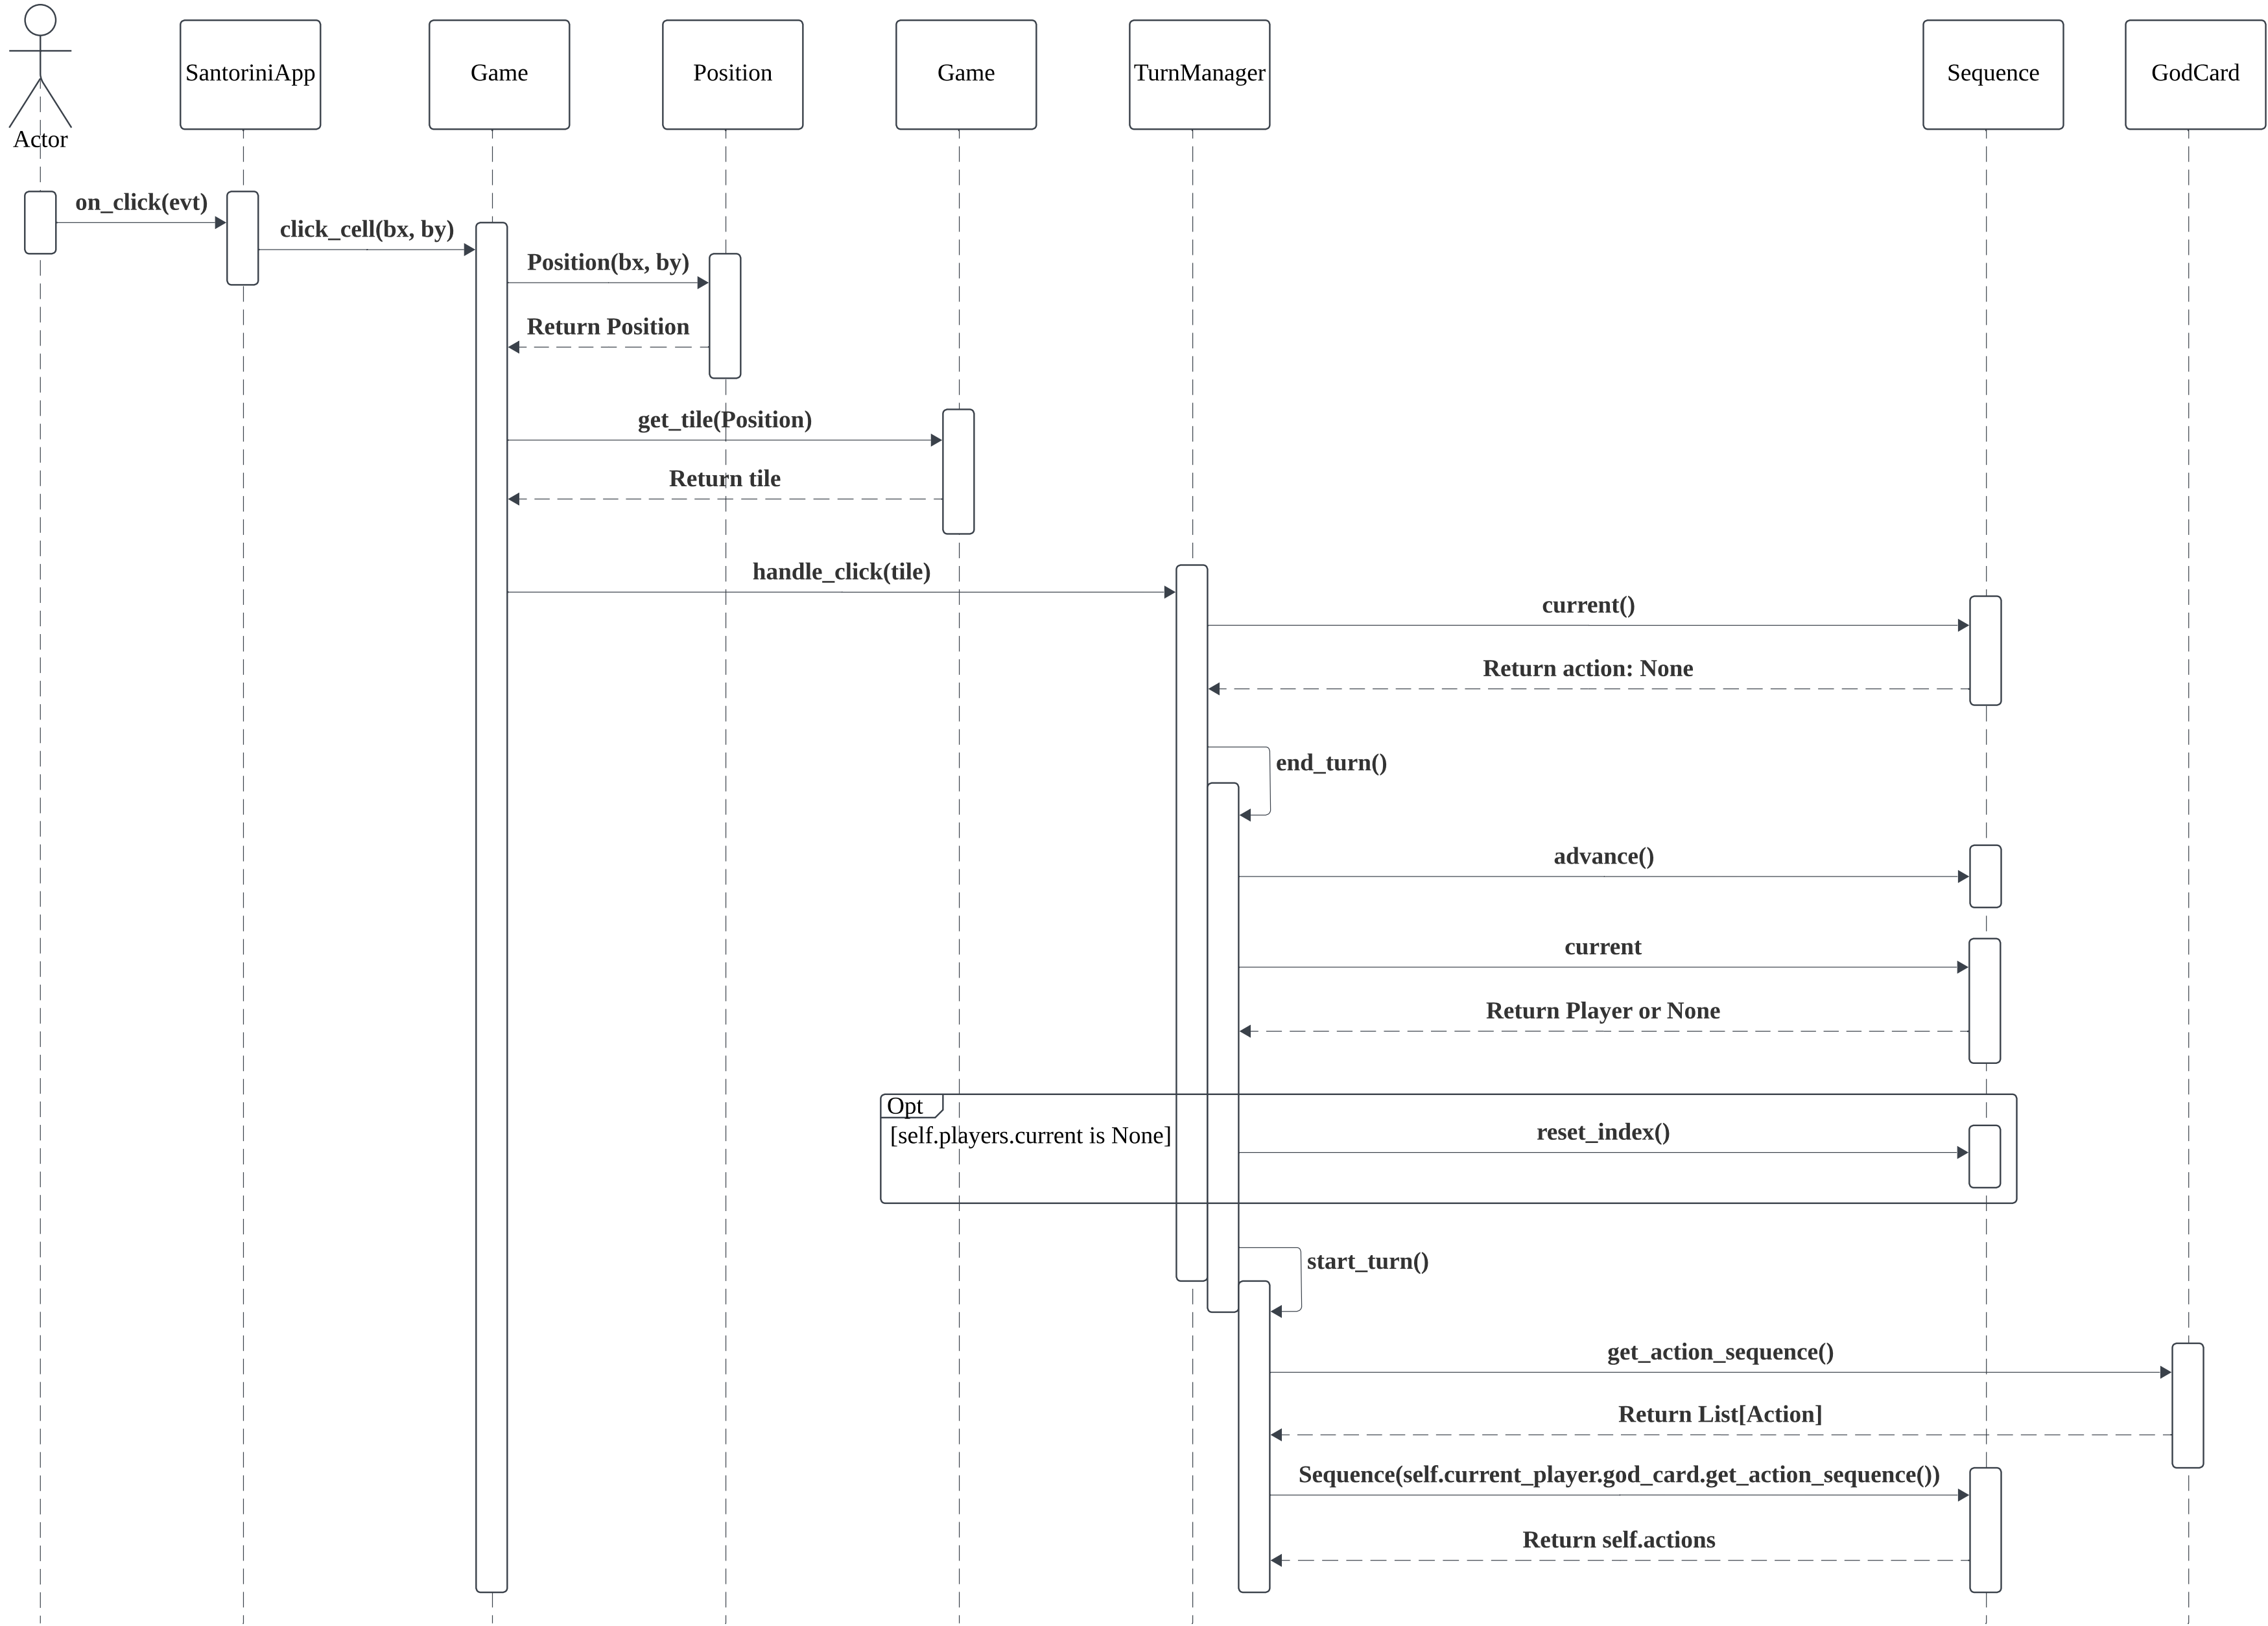 Actor
SantoriniApp
Game
Position
Game
TurnManager
Sequence
GodCard
on_click(evt)
click_cell(bx, by)
Position(bx, by)
Return Position
get_tile(Position)
Return tile
handle_click(tile)
current()
Return action: None
end_turn()
advance()
current
Return Player or None
Opt
[self.players.current is None]
reset_index()
start_turn()
get_action_sequence()
Return List[Action]
Sequence(self.current_player.god_card.get_action_sequence())
Return self.actions